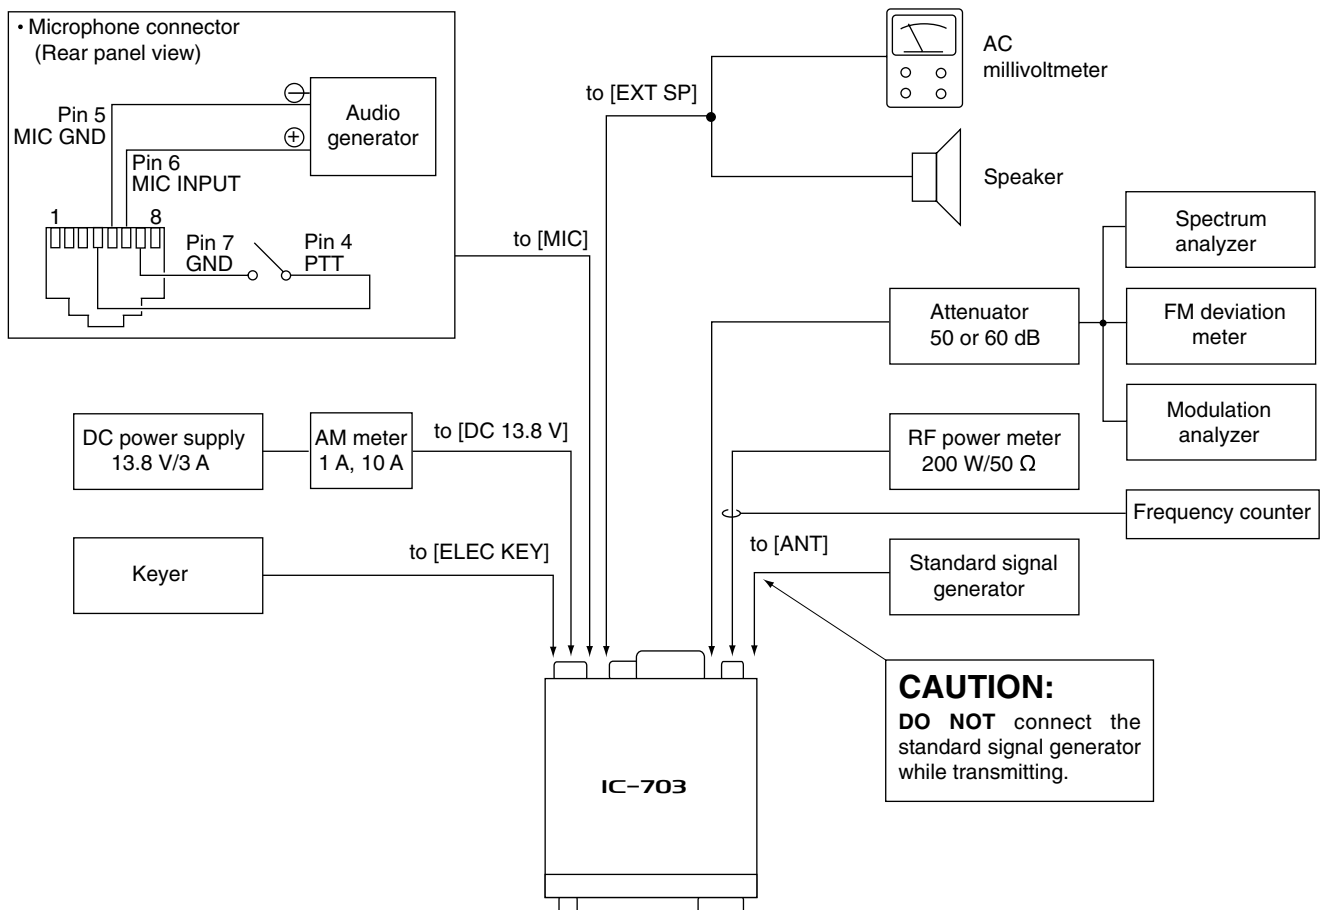 • Microphone connector
(Rear panel view)
Pin 5
MIC GND
Audio
generator
Pin 6
MIC INPUT
1
8
Pin 7
GND
Pin 4
PTT
to [MIC]
to [EXT SP]
AC
millivoltmeter
Speaker
Spectrum
analyzer
Attenuator
50 or 60 dB
FM deviation
meter
Modulation
analyzer
DC power supply
13.8 V/3 A
AM meter
1 A, 10 A
to [DC 13.8 V]
RF power meter
200 W/50 Ω
Frequency counter
Keyer
to [ELEC KEY]
to [ANT]
Standard signal
generator
CAUTION:
DO NOT connect the
standard signal generator
while transmitting.
IC-703